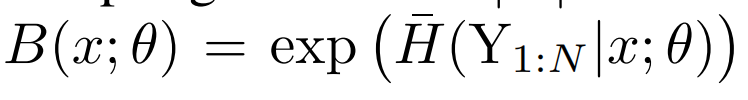 B(x; θ) = exp (H̄(Y₁:N|x; θ))